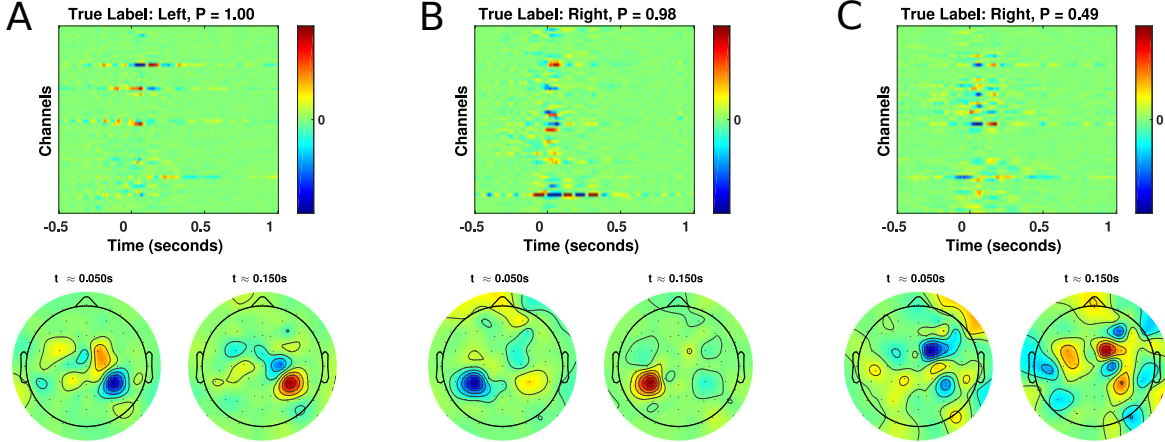 A
True Label: Left, P = 1.00
Channels
0
-0.5
0
0.5
1
Time (seconds)
t ≈ 0.050s
t ≈ 0.150s
B
True Label: Right, P = 0.98
Channels
0
-0.5
0
0.5
1
Time (seconds)
t ≈ 0.050s
t ≈ 0.150s
C
True Label: Right, P = 0.49
Channels
0
-0.5
0
0.5
1
Time (seconds)
t ≈ 0.050s
t ≈ 0.150s